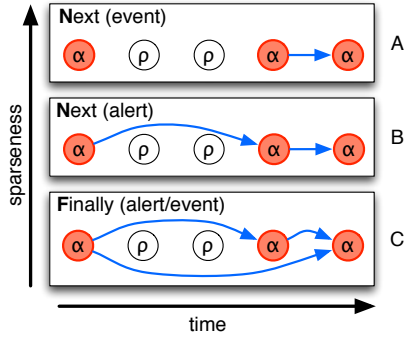 Next (event)
α ρ ρ α α
A
Next (alert)
α ρ ρ α α
B
Finally (alert/event)
α ρ ρ α α
C
sparseness
time